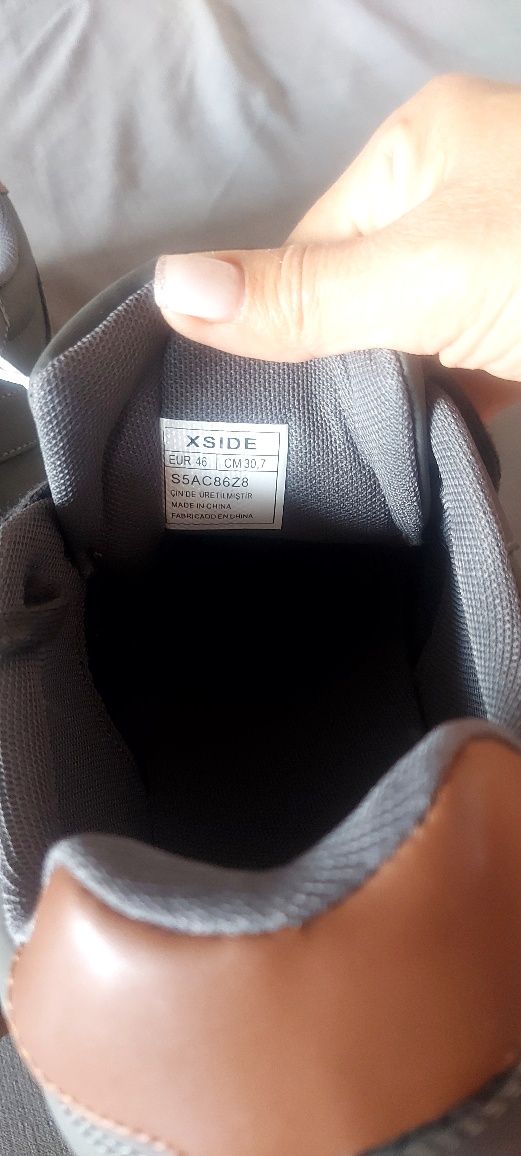 XSIDE
EUR 46 CM 30,7
S5AC86Z8
ÇİN'DE ÜRETİLMİŞTİR
MADE IN CHINA
FABRICADO EN CHINA